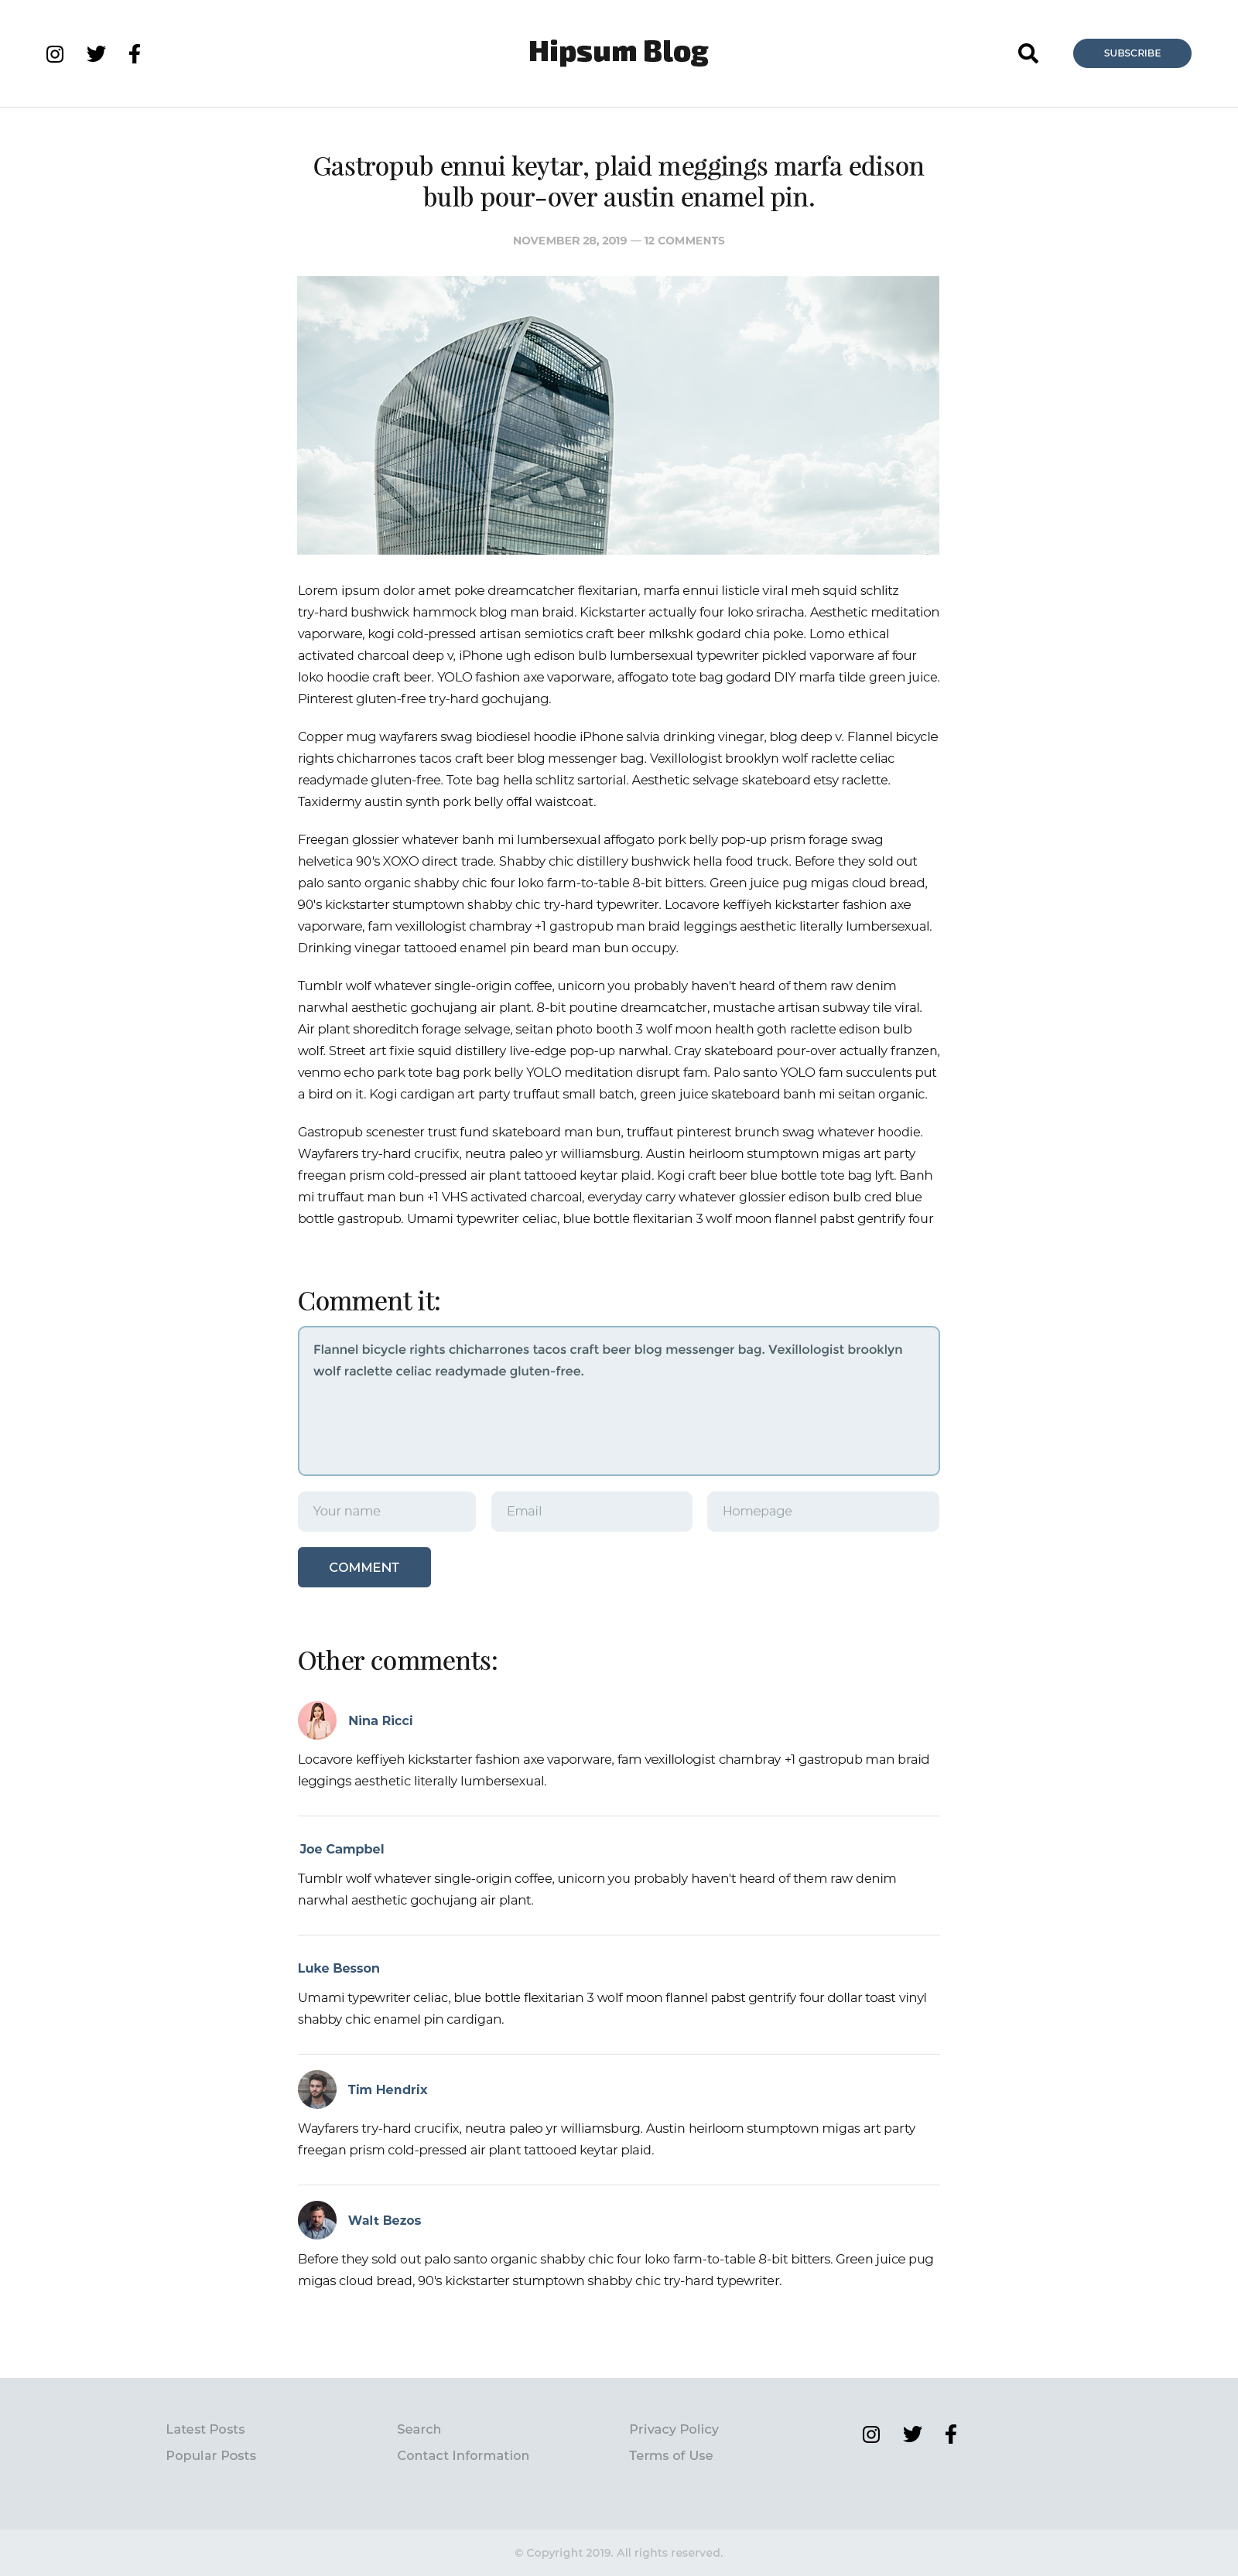 Hipsum Blog
SUBSCRIBE
Gastropub ennui keytar, plaid meggings marfa edison
bulb pour-over austin enamel pin.
NOVEMBER 28, 2019 — 12 COMMENTS
Lorem ipsum dolor amet poke dreamcatcher flexitarian, marfa ennui listicle viral meh squid schlitz
try-hard bushwick hammock blog man braid. Kickstarter actually four loko sriracha. Aesthetic meditation
vaporware, kogi cold-pressed artisan semiotics craft beer mlkshk godard chia poke. Lomo ethical
activated charcoal deep v, iPhone ugh edison bulb lumbersexual typewriter pickled vaporware af four
loko hoodie craft beer. YOLO fashion axe vaporware, affogato tote bag godard DIY marfa tilde green juice.
Pinterest gluten-free try-hard gochujang.
Copper mug wayfarers swag biodiesel hoodie iPhone salvia drinking vinegar, blog deep v. Flannel bicycle
rights chicharrones tacos craft beer blog messenger bag. Vexillologist brooklyn wolf raclette celiac
readymade gluten-free. Tote bag hella schlitz sartorial. Aesthetic selvage skateboard etsy raclette.
Taxidermy austin synth pork belly offal waistcoat.
Freegan glossier whatever banh mi lumbersexual affogato pork belly pop-up prism forage swag
helvetica 90's XOXO direct trade. Shabby chic distillery bushwick hella food truck. Before they sold out
palo santo organic shabby chic four loko farm-to-table 8-bit bitters. Green juice pug migas cloud bread,
90's kickstarter stumptown shabby chic try-hard typewriter. Locavore keffiyeh kickstarter fashion axe
vaporware, fam vexillologist chambray +1 gastropub man braid leggings aesthetic literally lumbersexual.
Drinking vinegar tattooed enamel pin beard man bun occupy.
Tumblr wolf whatever single-origin coffee, unicorn you probably haven't heard of them raw denim
narwhal aesthetic gochujang air plant. 8-bit poutine dreamcatcher, mustache artisan subway tile viral.
Air plant shoreditch forage selvage, seitan photo booth 3 wolf moon health goth raclette edison bulb
wolf. Street art fixie squid distillery live-edge pop-up narwhal. Cray skateboard pour-over actually franzen,
venmo echo park tote bag pork belly YOLO meditation disrupt fam. Palo santo YOLO fam succulents put
a bird on it. Kogi cardigan art party truffaut small batch, green juice skateboard banh mi seitan organic.
Gastropub scenester trust fund skateboard man bun, truffaut pinterest brunch swag whatever hoodie.
Wayfarers try-hard crucifix, neutra paleo yr williamsburg. Austin heirloom stumptown migas art party
freegan prism cold-pressed air plant tattooed keytar plaid. Kogi craft beer blue bottle tote bag lyft. Banh
mi truffaut man bun +1 VHS activated charcoal, everyday carry whatever glossier edison bulb cred blue
bottle gastropub. Umami typewriter celiac, blue bottle flexitarian 3 wolf moon flannel pabst gentrify four
Comment it:
Flannel bicycle rights chicharrones tacos craft beer blog messenger bag. Vexillologist brooklyn
wolf raclette celiac readymade gluten-free.
Your name Email Homepage
COMMENT
Other comments:
Nina Ricci
Locavore keffiyeh kickstarter fashion axe vaporware, fam vexillologist chambray +1 gastropub man braid
leggings aesthetic literally lumbersexual.
Joe Campbel
Tumblr wolf whatever single-origin coffee, unicorn you probably haven't heard of them raw denim
narwhal aesthetic gochujang air plant.
Luke Besson
Umami typewriter celiac, blue bottle flexitarian 3 wolf moon flannel pabst gentrify four dollar toast vinyl
shabby chic enamel pin cardigan.
Tim Hendrix
Wayfarers try-hard crucifix, neutra paleo yr williamsburg. Austin heirloom stumptown migas art party
freegan prism cold-pressed air plant tattooed keytar plaid.
Walt Bezos
Before they sold out palo santo organic shabby chic four loko farm-to-table 8-bit bitters. Green juice pug
migas cloud bread, 90's kickstarter stumptown shabby chic try-hard typewriter.
Latest Posts Search Privacy Policy
Popular Posts Contact Information Terms of Use
© Copyright 2019. All rights reserved.